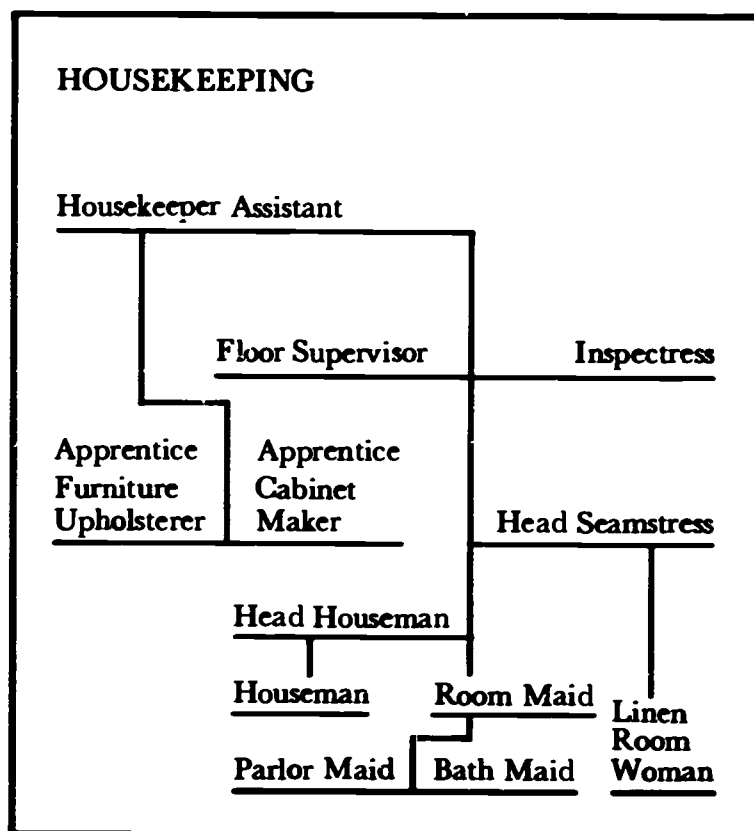 HOUSEKEEPING
Housekeeper Assistant
Floor Supervisor
Inspectress
Apprentice
Furniture
Upholsterer
Apprentice
Cabinet
Maker
Head Seamstress
Head Houseman
Houseman
Room Maid
Linen
Room
Woman
Parlor Maid
Bath Maid